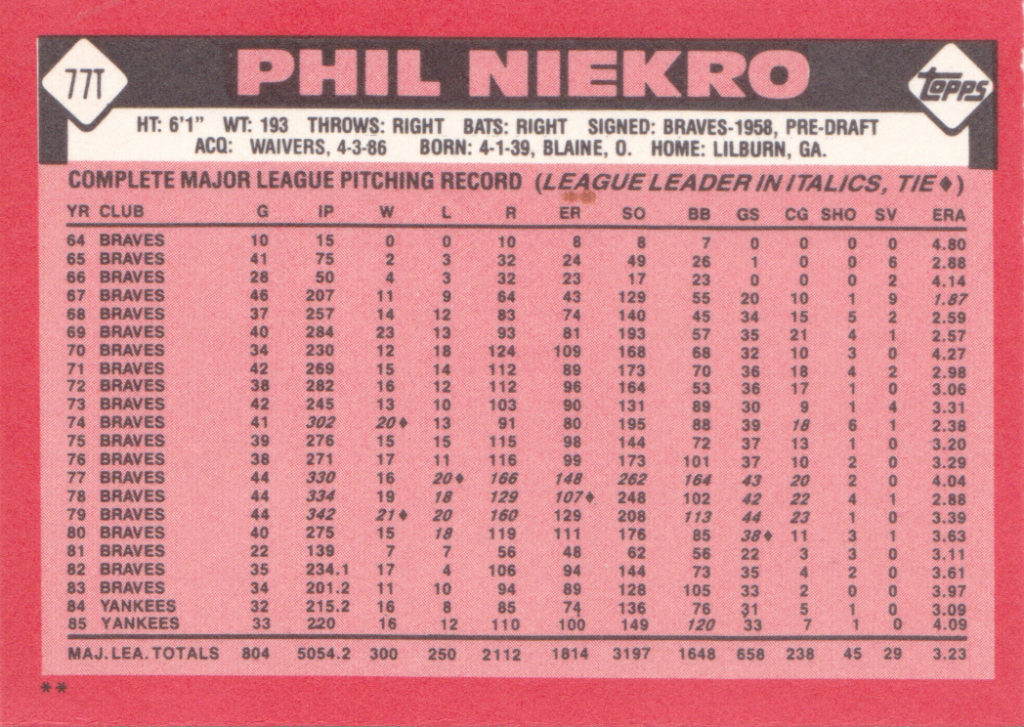 77T PHIL NIEKRO Topps
HT: 6'1" WT: 193 THROWS: RIGHT BATS: RIGHT SIGNED: BRAVES-1958, PRE-DRAFT
ACQ: WAIVERS, 4-3-86 BORN: 4-1-39, BLAINE, O. HOME: LILBURN, GA.
COMPLETE MAJOR LEAGUE PITCHING RECORD (LEAGUE LEADER IN ITALICS, TIE♦)
YR CLUB G IP W L R ER SO BB GS CG SHO SV ERA
64 BRAVES 10 15 0 0 10 8 8 7 0 0 0 0 4.80
65 BRAVES 41 75 2 3 32 24 49 26 1 0 0 6 2.88
66 BRAVES 28 50 4 3 32 23 17 23 0 0 0 2 4.14
67 BRAVES 46 207 11 9 64 43 129 55 20 10 1 9 1.87
68 BRAVES 37 257 14 12 83 74 140 45 34 15 5 2 2.59
69 BRAVES 40 284 23 13 93 81 193 57 35 21 4 1 2.57
70 BRAVES 34 230 12 18 124 109 168 68 32 10 3 0 4.27
71 BRAVES 42 269 15 14 112 89 173 70 36 18 4 2 2.98
72 BRAVES 38 282 16 12 112 96 164 53 36 17 1 0 3.06
73 BRAVES 42 245 13 10 103 90 131 89 30 9 1 4 3.31
74 BRAVES 41 302 20♦ 13 91 80 195 88 39 18 6 1 2.38
75 BRAVES 39 276 15 15 115 98 144 72 37 13 1 0 3.20
76 BRAVES 38 271 17 11 116 99 173 101 37 10 2 0 3.29
77 BRAVES 44 330 16 20♦ 166 148 262 164 43 20 2 0 4.04
78 BRAVES 44 334 19 18 129 107♦ 248 102 42 22 4 1 2.88
79 BRAVES 44 342 21♦ 20 160 129 208 113 44 23 1 0 3.39
80 BRAVES 40 275 15 18 119 111 176 85 38♦ 11 3 1 3.63
81 BRAVES 22 139 7 7 56 48 62 56 22 3 3 0 3.11
82 BRAVES 35 234.1 17 4 106 94 144 73 35 4 2 0 3.61
83 BRAVES 34 201.2 11 10 94 89 128 105 33 2 0 0 3.97
84 YANKEES 32 215.2 16 8 85 74 136 76 31 5 1 0 3.09
85 YANKEES 33 220 16 12 110 100 149 120 33 7 1 0 4.09
MAJ. LEA. TOTALS 804 5054.2 300 250 2112 1814 3197 1648 658 238 45 29 3.23
**